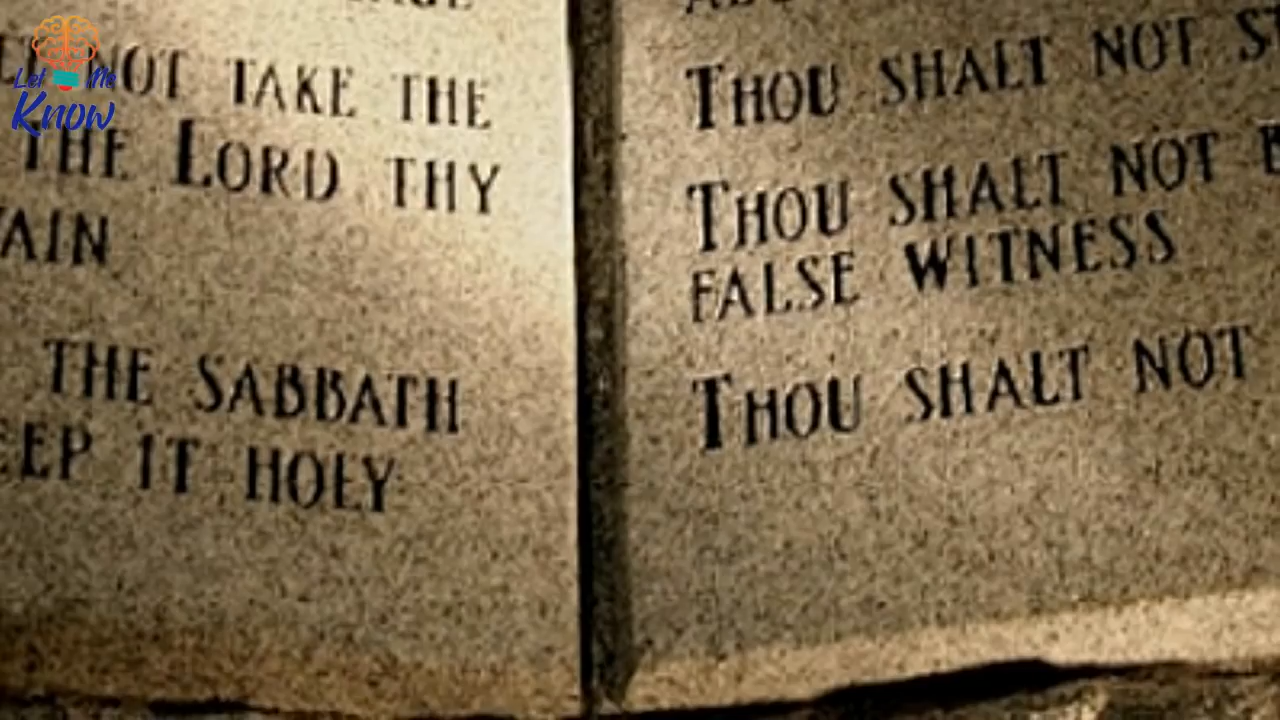 Let Me
Know
NOT TAKE THE
THE LORD THY
AIN
THE SABBATH
EEP IT HOLY
THOU SHALT NOT S
THOU SHALT NOT B
FALSE WITNESS
THOU SHALT NOT